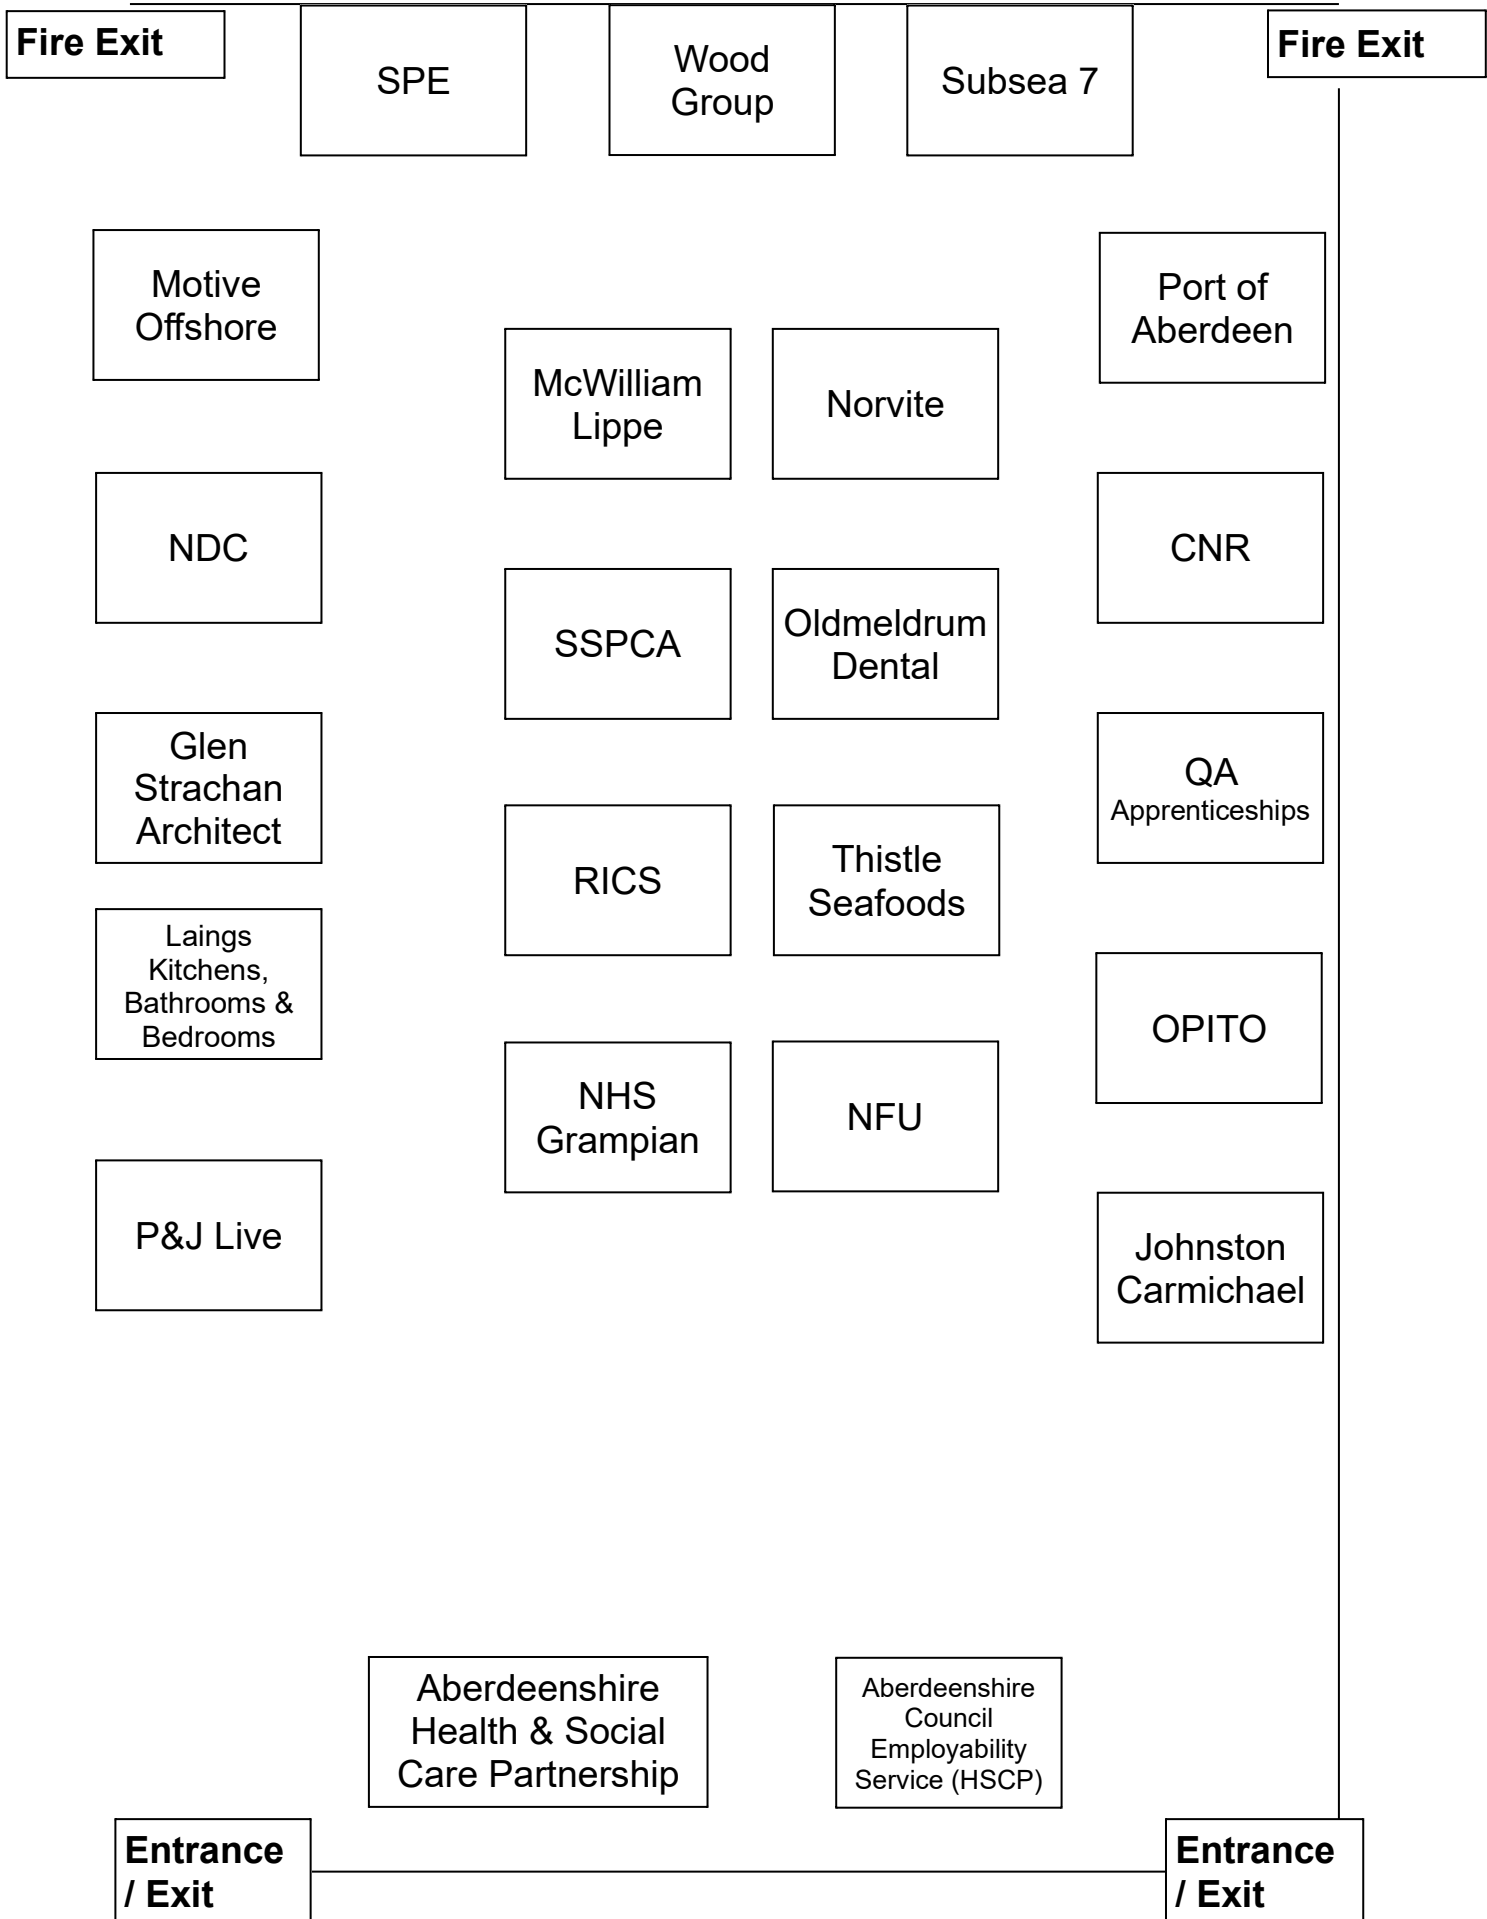 Fire Exit
SPE
Wood
Group
Subsea 7
Fire Exit
Motive
Offshore
Port of
Aberdeen
McWilliam
Lippe
Norvite
NDC
CNR
SSPCA
Oldmeldrum
Dental
Glen
Strachan
Architect
QA
Apprenticeships
RICS
Thistle
Seafoods
Laings
Kitchens,
Bathrooms &
Bedrooms
OPITO
NHS
Grampian
NFU
P&J Live
Johnston
Carmichael
Aberdeenshire
Health & Social
Care Partnership
Aberdeenshire
Council
Employability
Service (HSCP)
Entrance
/ Exit
Entrance
/ Exit